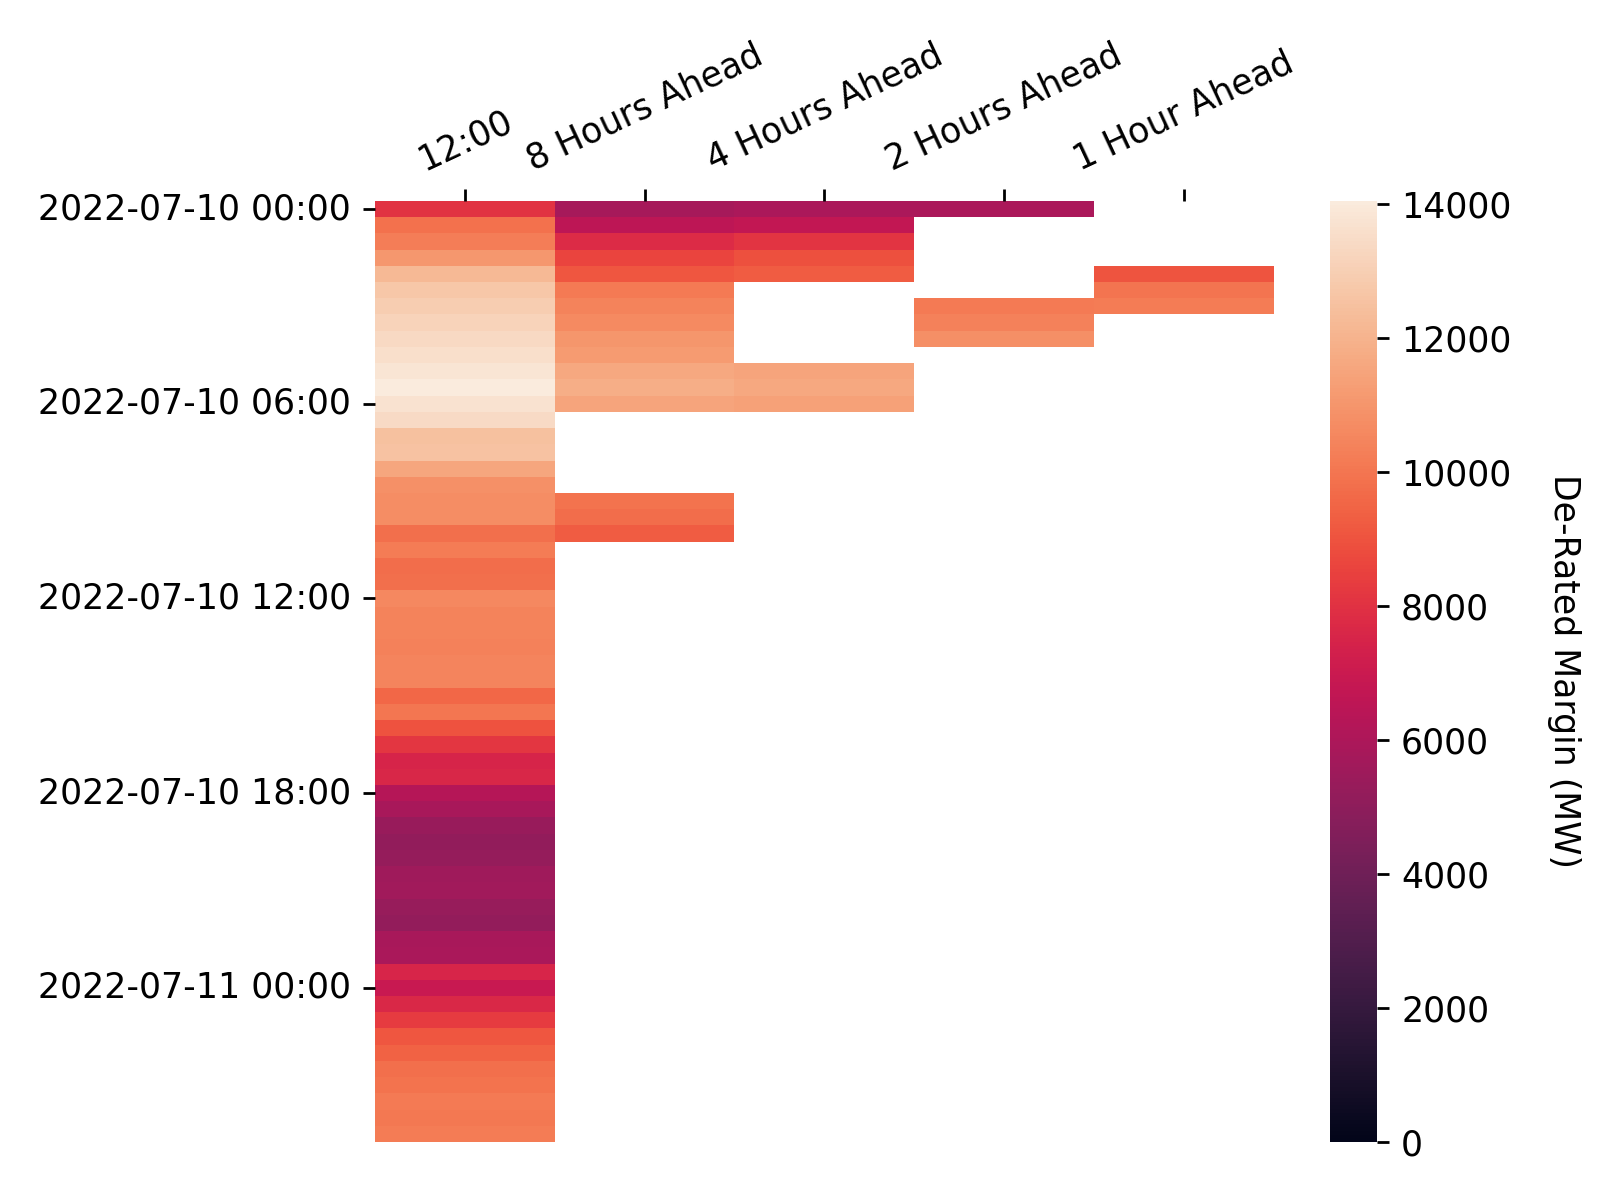 12:00
8 Hours Ahead
4 Hours Ahead
2 Hours Ahead
1 Hour Ahead
2022-07-10 00:00
2022-07-10 06:00
2022-07-10 12:00
2022-07-10 18:00
2022-07-11 00:00
14000
12000
10000
8000
6000
4000
2000
0
De-Rated Margin (MW)